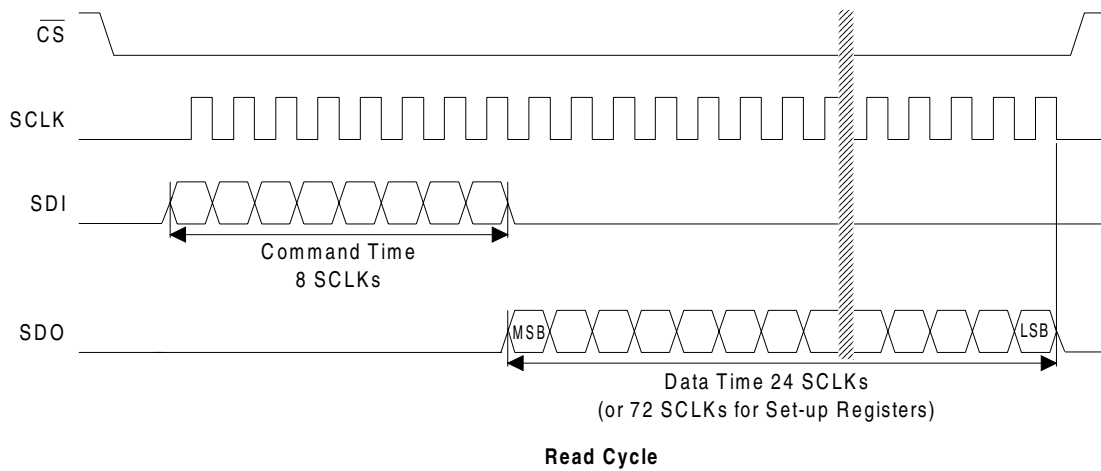 CS
SCLK
SDI
Command Time
8 SCLKs
SDO
MSB
LSB
Data Time 24 SCLKs
(or 72 SCLKs for Set-up Registers)
Read Cycle